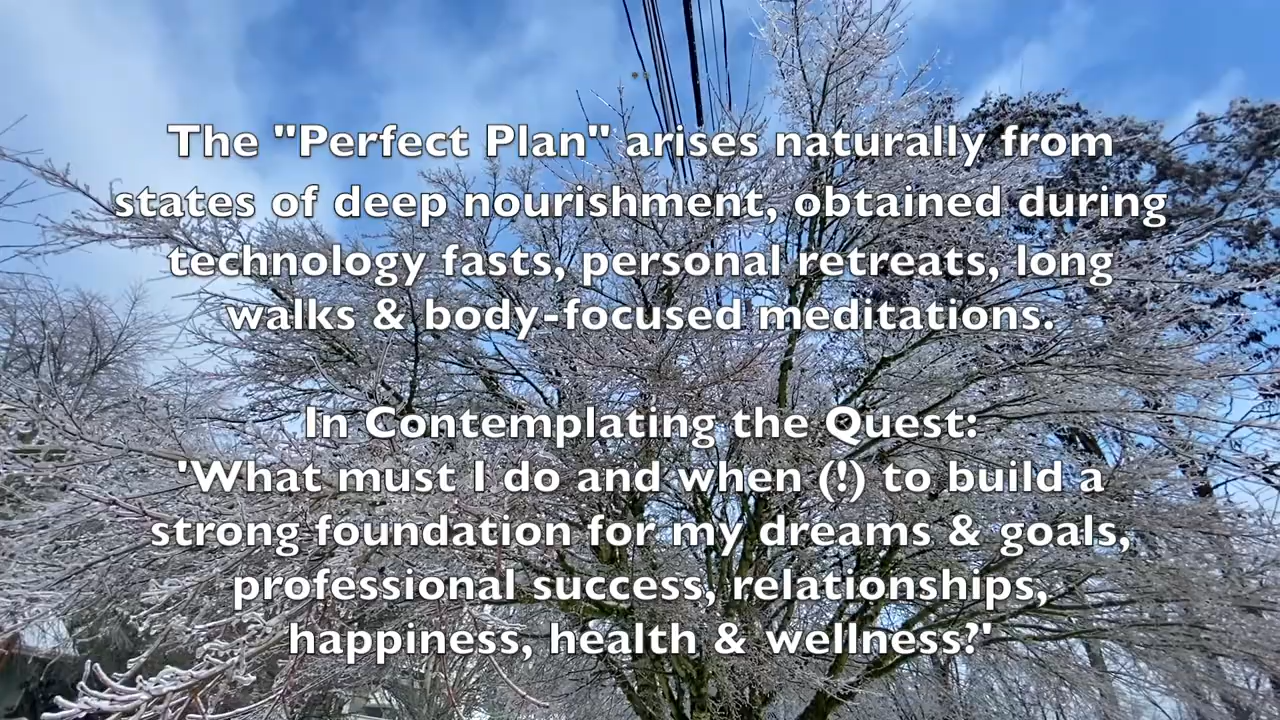 The "Perfect Plan" arises naturally from
states of deep nourishment, obtained during
technology fasts, personal retreats, long
walks & body-focused meditations.
In Contemplating the Quest:
'What must I do and when (!) to build a
strong foundation for my dreams & goals,
professional success, relationships,
happiness, health & wellness?'